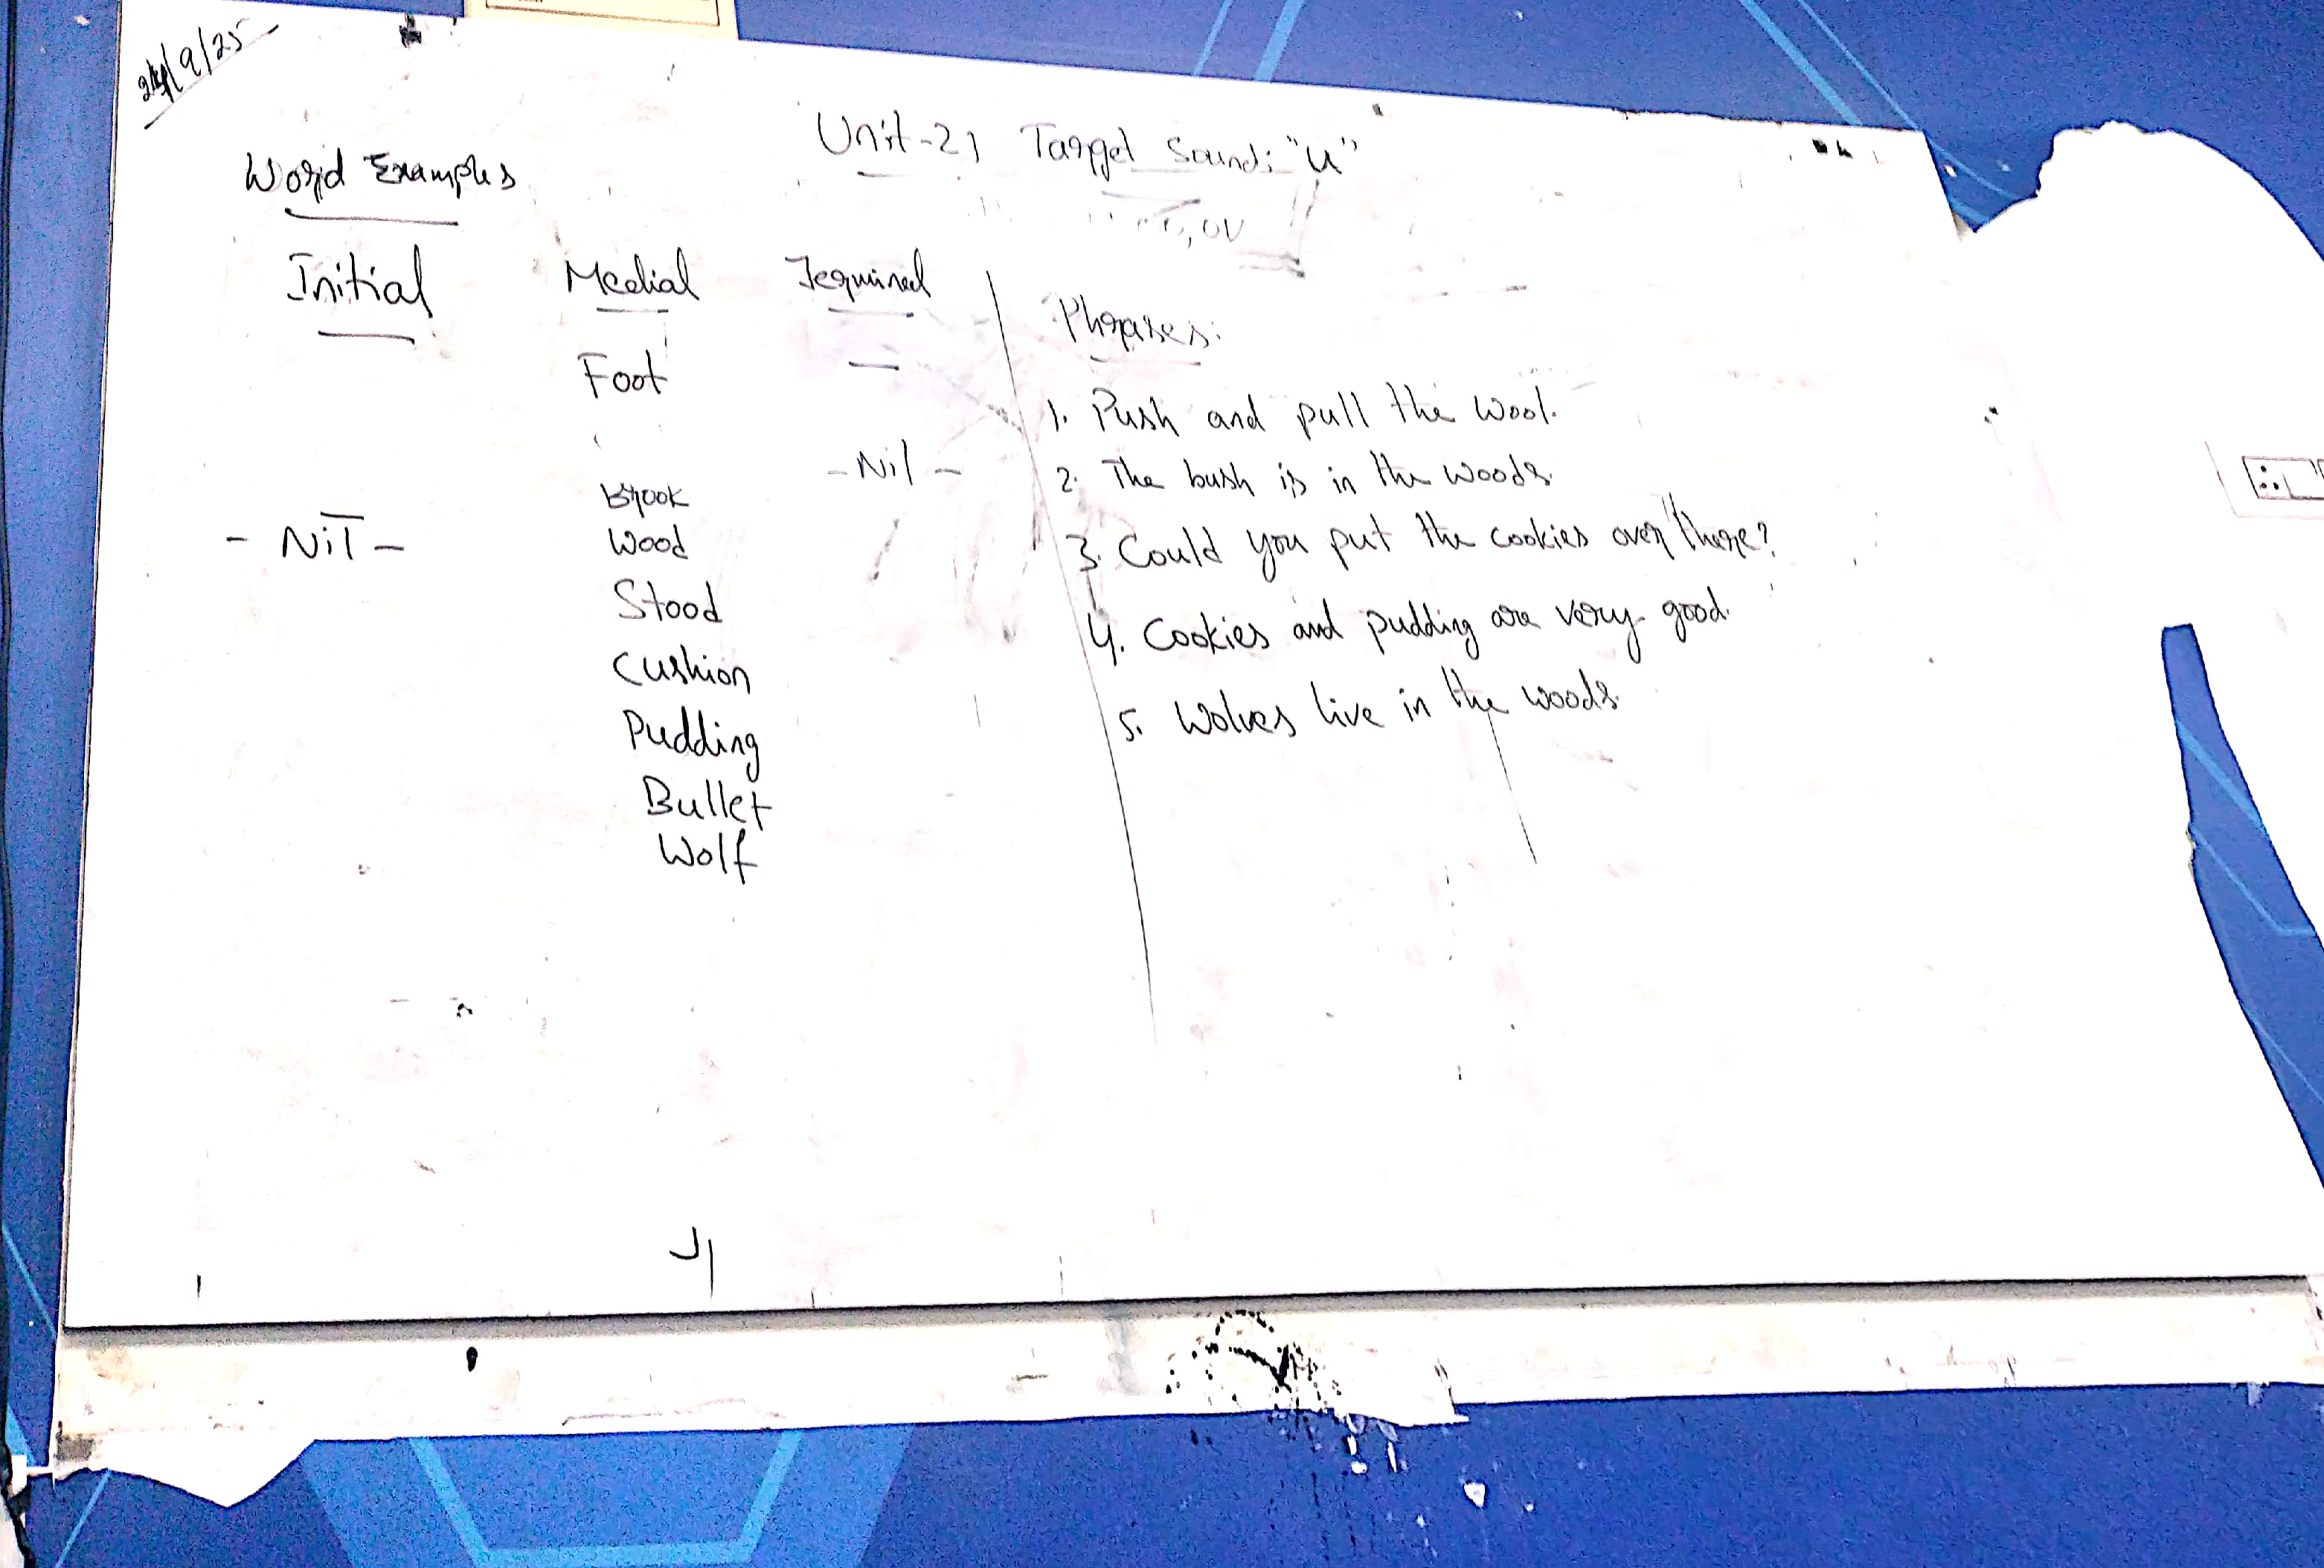 24/9/25
Unit-21 Target Sound: "u"
Word Examples
Initial
- Nil -
Medial
Foot
Brook
Wood
Stood
Cushion
Pudding
Bullet
Wolf
Terminal
- Nil -
Phrases:
1. Push and pull the wool.
2. The bush is in the woods.
3. Could you put the cookies over there?
4. Cookies and pudding are very good.
5. Wolves live in the woods.